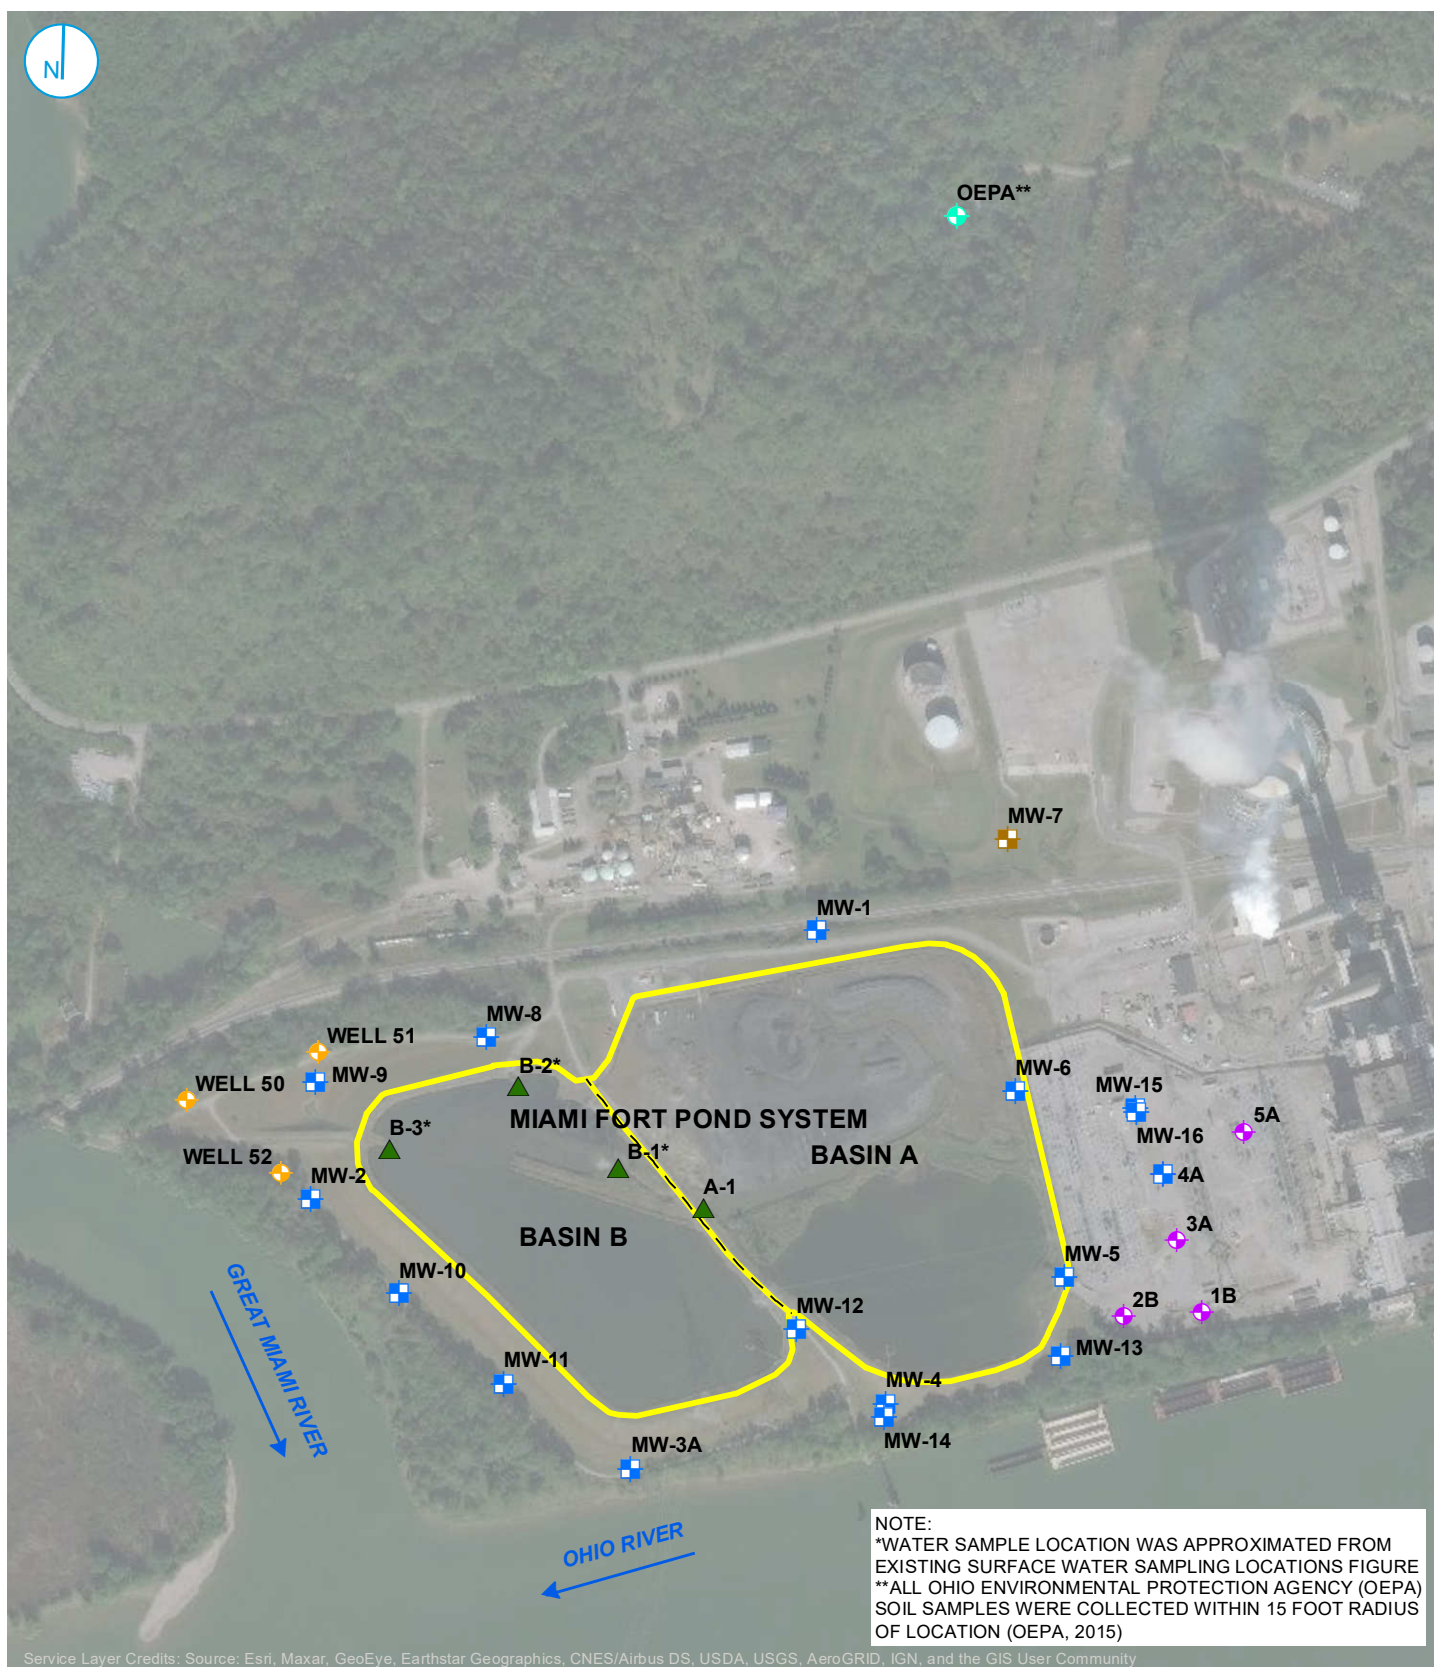 N
OEPA**
MW-7
MW-1
MW-8
WELL 51
MW-9
WELL 50
B-2*
MW-6
MW-15
MIAMI FORT POND SYSTEM
B-3*
MW-16
5A
BASIN A
WELL 52
B-1*
4A
MW-2
A-1
3A
BASIN B
MW-5
MW-10
2B
1B
MW-12
GREAT MIAMI RIVER
MW-13
MW-11
MW-4
MW-14
MW-3A
OHIO RIVER
NOTE:
*WATER SAMPLE LOCATION WAS APPROXIMATED FROM
EXISTING SURFACE WATER SAMPLING LOCATIONS FIGURE
**ALL OHIO ENVIRONMENTAL PROTECTION AGENCY (OEPA)
SOIL SAMPLES WERE COLLECTED WITHIN 15 FOOT RADIUS
OF LOCATION (OEPA, 2015)
Service Layer Credits: Source: Esri, Maxar, GeoEye, Earthstar Geographics, CNES/Airbus DS, USDA, USGS, AeroGRID, IGN, and the GIS User Community